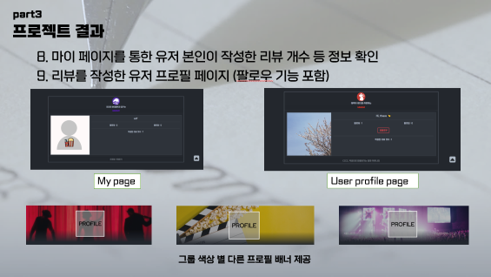 part3
프로젝트 결과
8. 마이 페이지를 통한 유저 본인이 작성한 리뷰 개수 등 정보 확인
9. 리뷰를 작성한 유저 프로필 페이지 (팔로우 기능 포함)
My page
User profile page
PROFILE
PROFILE
PROFILE
그룹 색상 별 다른 프로필 배너 제공